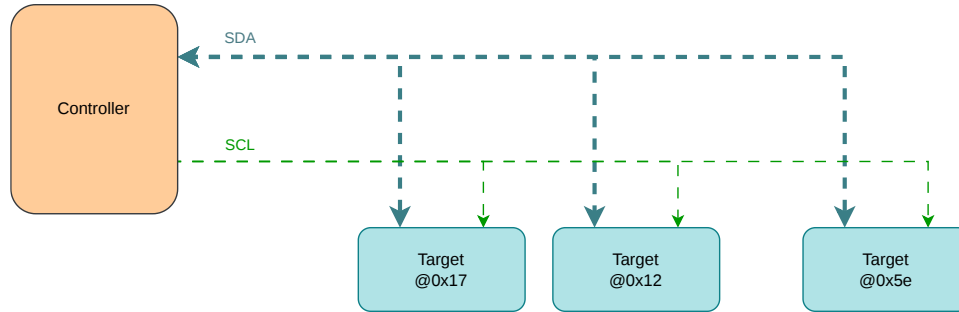 SDA
Controller
SCL
Target
@0x17
Target
@0x12
Target
@0x5e